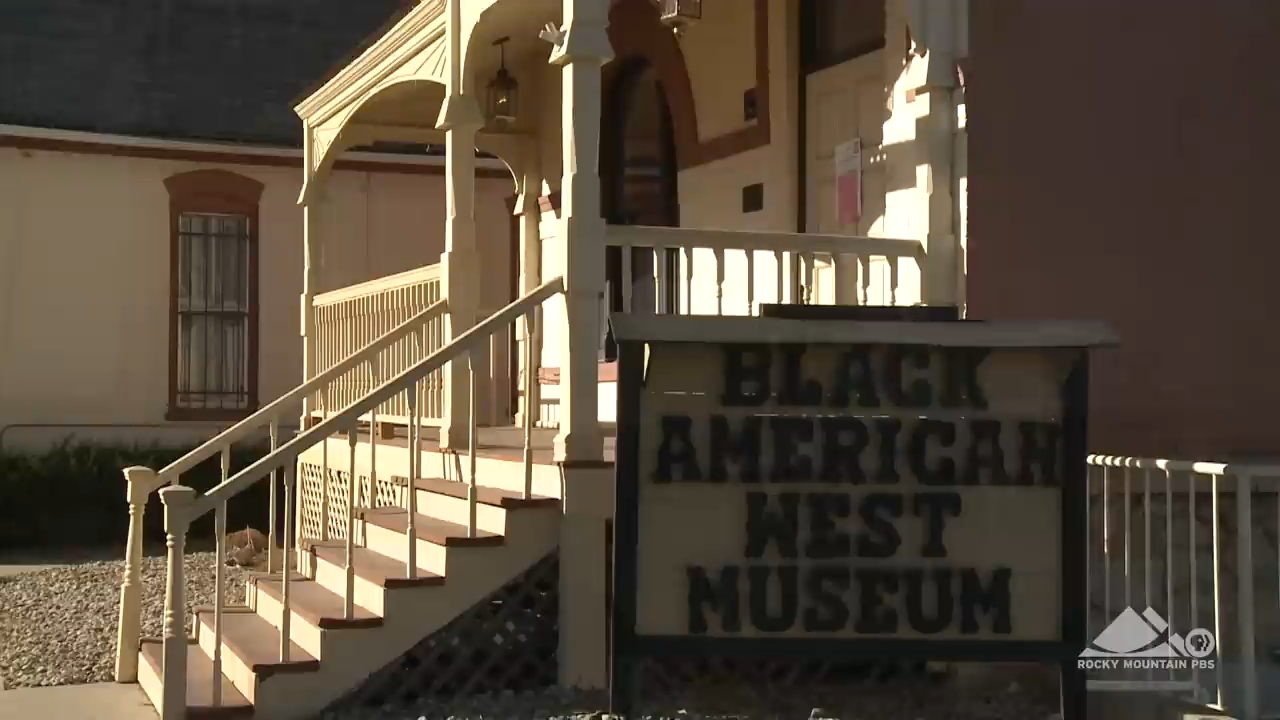 BLACK
AMERICAN
WEST
MUSEUM
ROCKY MOUNTAIN PBS